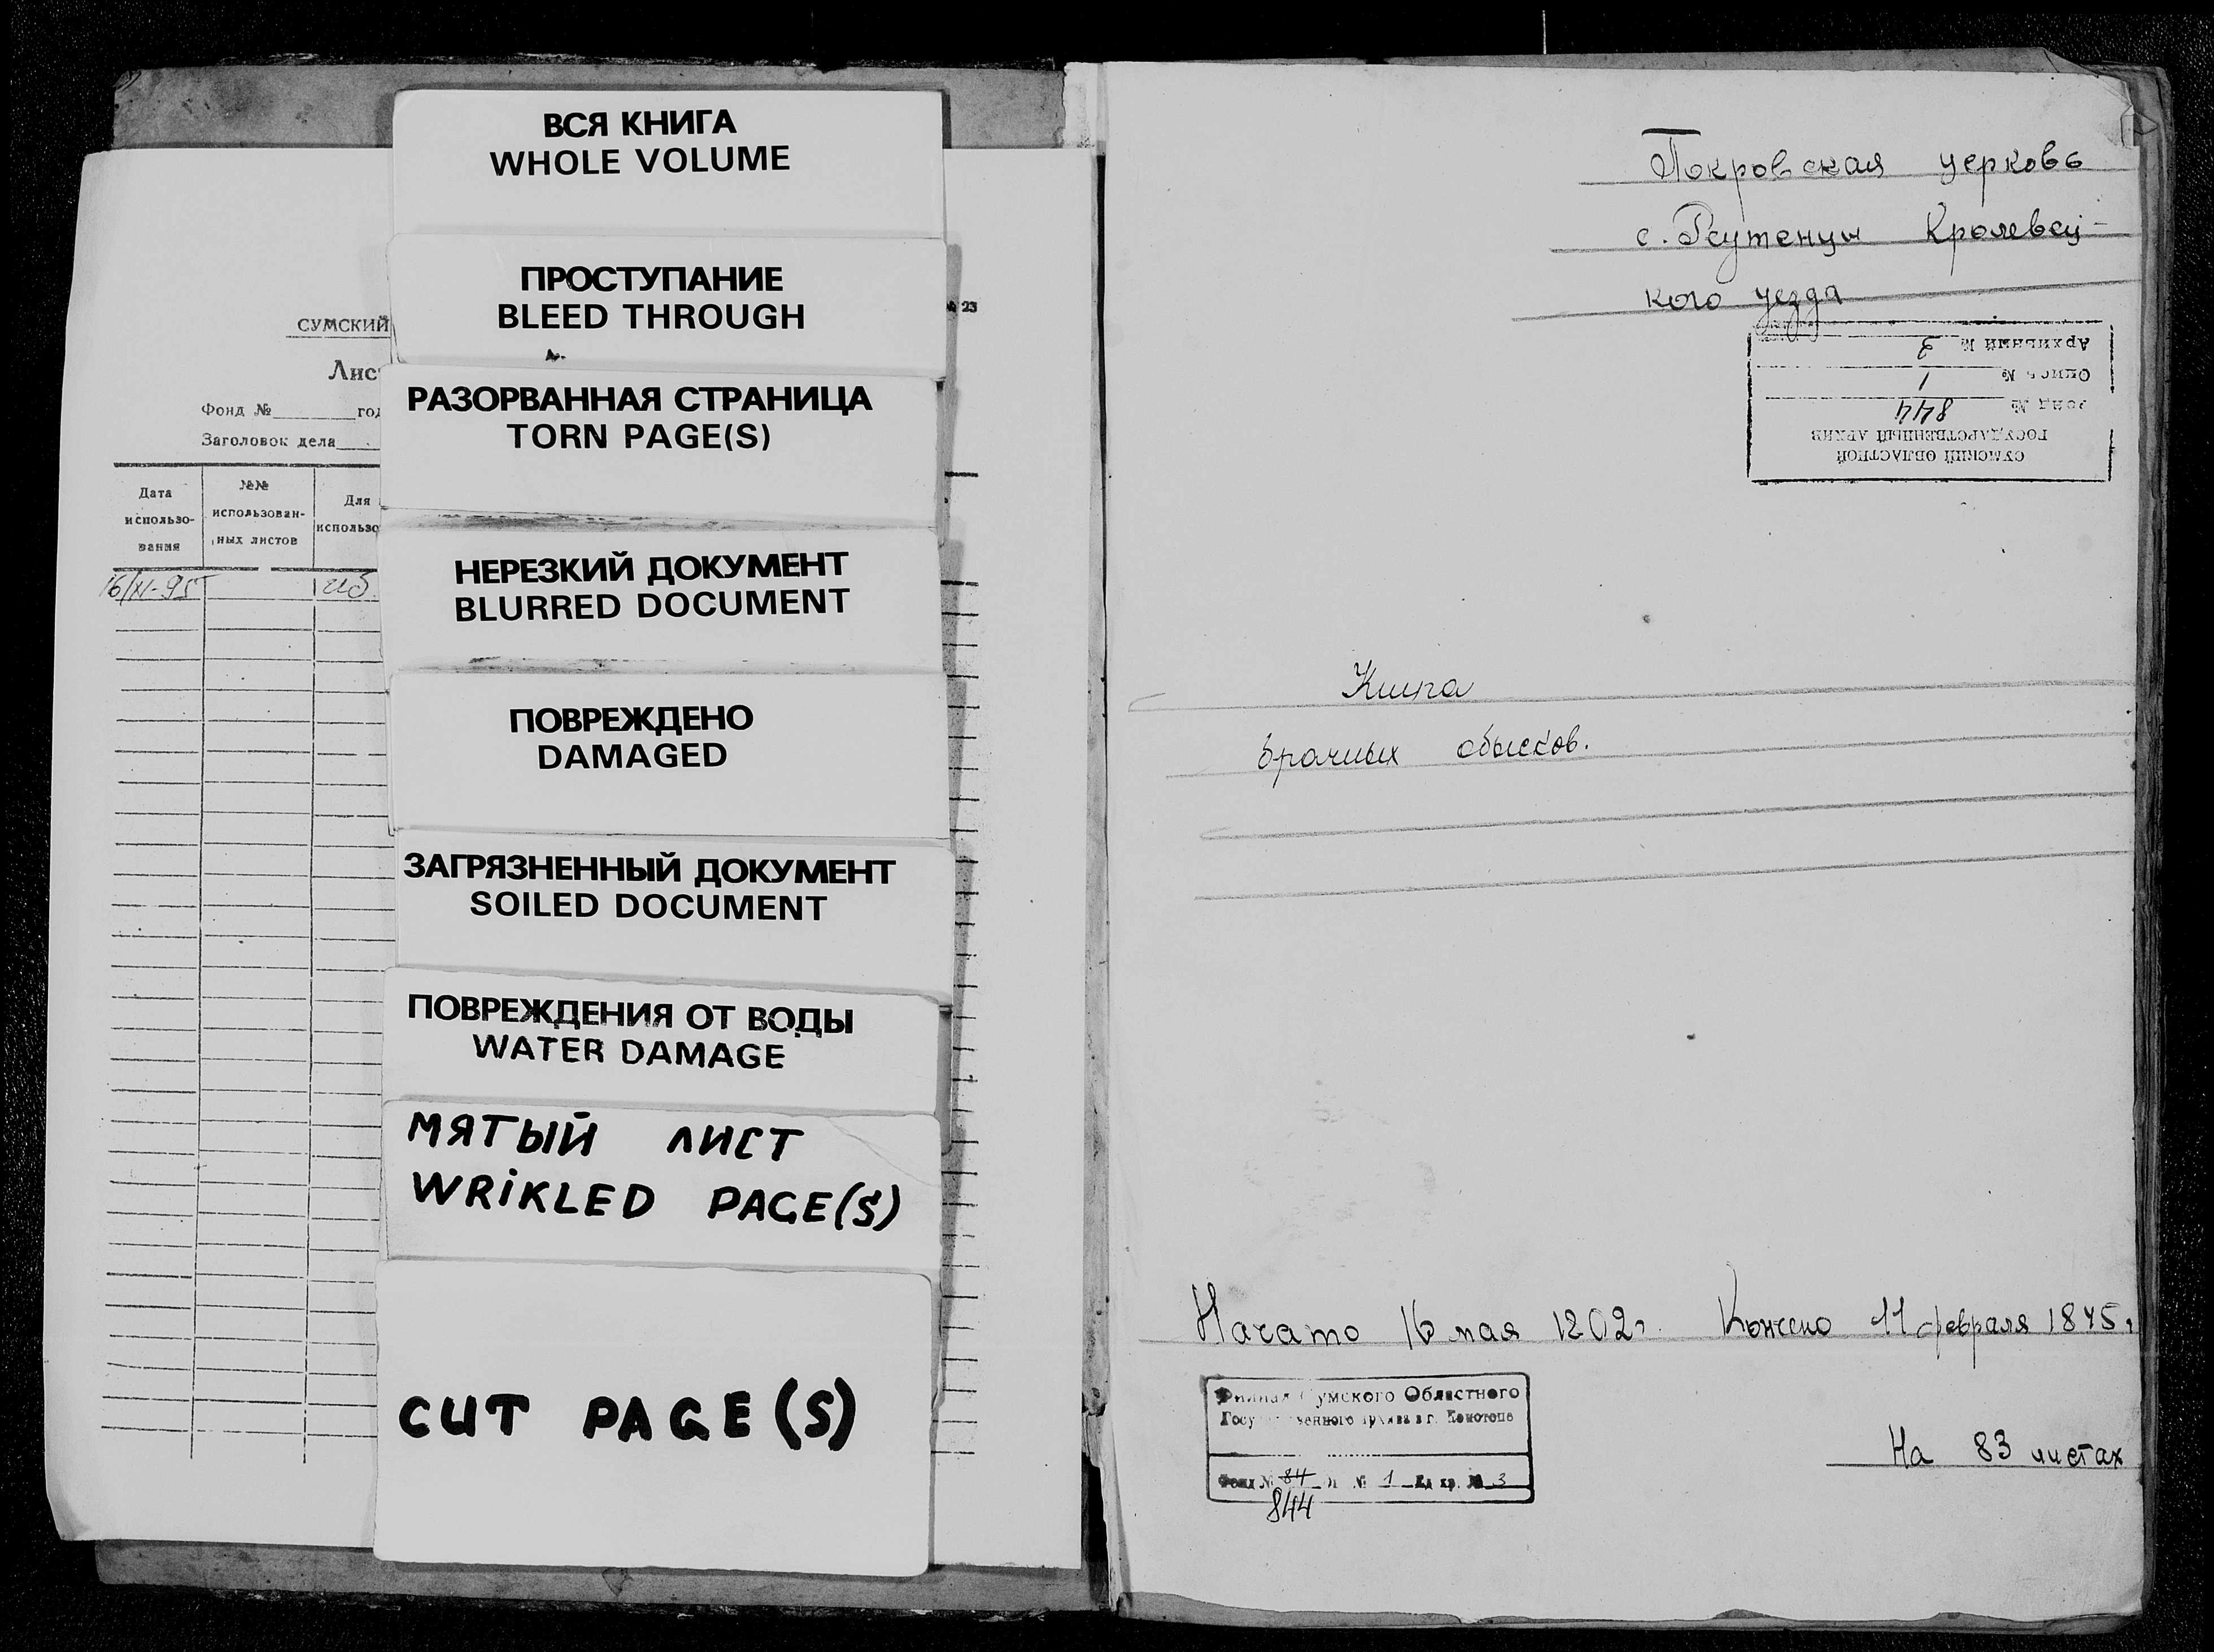 ВСЯ КНИГА
WHOLE VOLUME
ПРОСТУПАНИЕ
BLEED THROUGH
РАЗОРВАННАЯ СТРАНИЦА
TORN PAGE(S)
НЕРЕЗКИЙ ДОКУМЕНТ
BLURRED DOCUMENT
ПОВРЕЖДЕНО
DAMAGED
ЗАГРЯЗНЕННЫЙ ДОКУМЕНТ
SOILED DOCUMENT
ПОВРЕЖДЕНИЯ ОТ ВОДЫ
WATER DAMAGE
МЯТЫЙ ЛИСТ
WRiKLED PAGE(S)
CUT PAGE(S)
23
СУМСКИЙ
Лис
Фонд № год
Заголовок дела
Дата
использо-
вания
№№
использован-
ных листов
Для
использо
16/XI-95
Покровская церковь
с. Реутенцы Кролевец-
кого уезда
Архивный № 3
Опись № 1
Фонд № 844
ГОСУДАРСТВЕННЫЙ АРХИВ
СУМСКИЙ ОБЛАСТНОЙ
Книга
брачных обысков.
Начато 16 мая 1802г. Кончено 11 февраля 1845г
Филиал Сумского Областного
Государственного архива в г. Конотопе
Фонд № 84 № 1 Ед. хр. № 3
844
На 83 листах